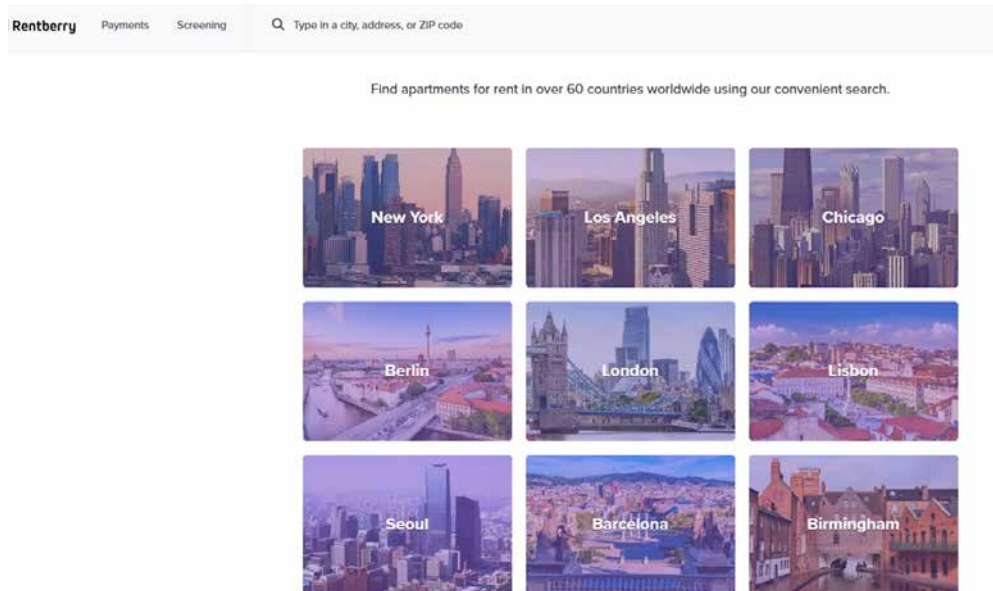 Rentberry Payments Screening Type in a city, address, or ZIP code
Find apartments for rent in over 60 countries worldwide using our convenient search.
New York Los Angeles Chicago
Berlin London Lisbon
Seoul Barcelona Birmingham